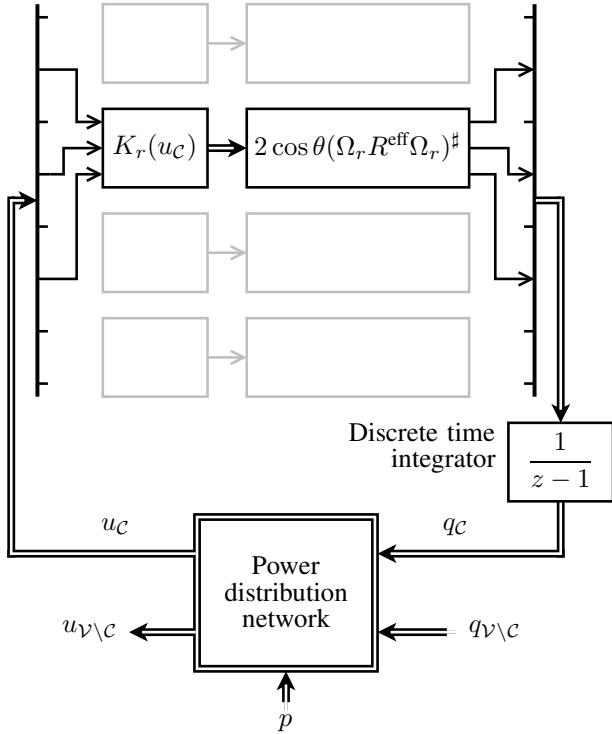 K_r(u_𝒞)
2 cos θ(Ω_r R^eff Ω_r)^♯
Discrete time
integrator
1
z − 1
u_𝒞
q_𝒞
Power
distribution
network
u_𝒱\𝒞
q_𝒱\𝒞
p